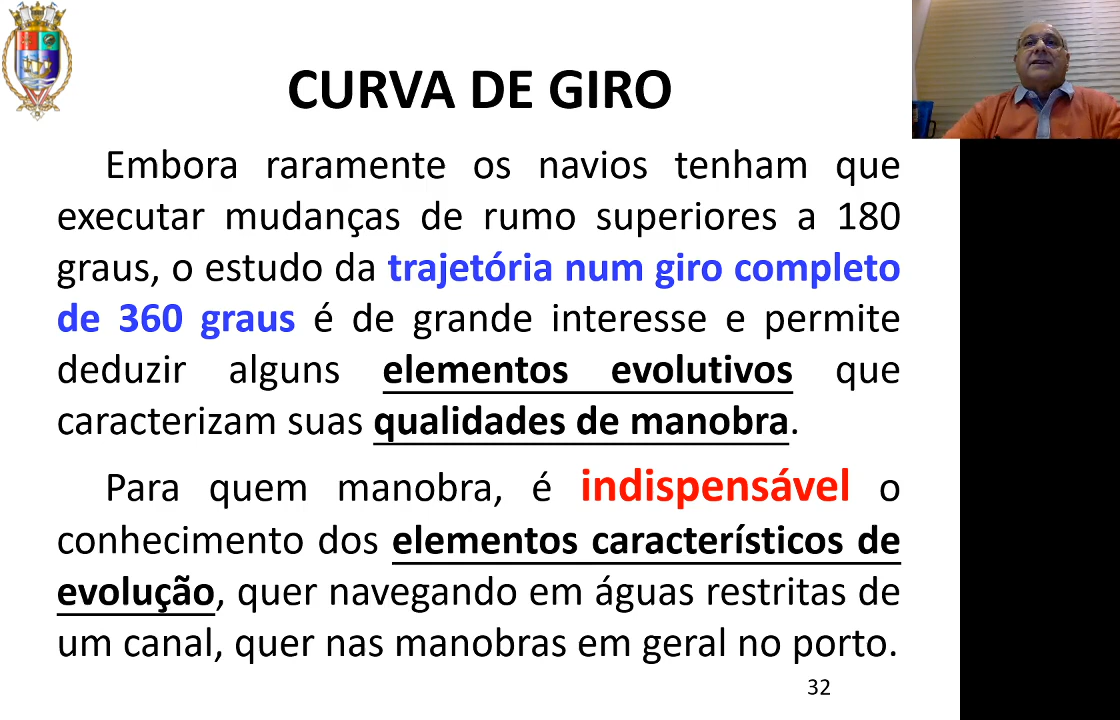 CURVA DE GIRO
Embora raramente os navios tenham que
executar mudanças de rumo superiores a 180
graus, o estudo da trajetória num giro completo
de 360 graus é de grande interesse e permite
deduzir alguns elementos evolutivos que
caracterizam suas qualidades de manobra.
Para quem manobra, é indispensável o
conhecimento dos elementos característicos de
evolução, quer navegando em águas restritas de
um canal, quer nas manobras em geral no porto.
32